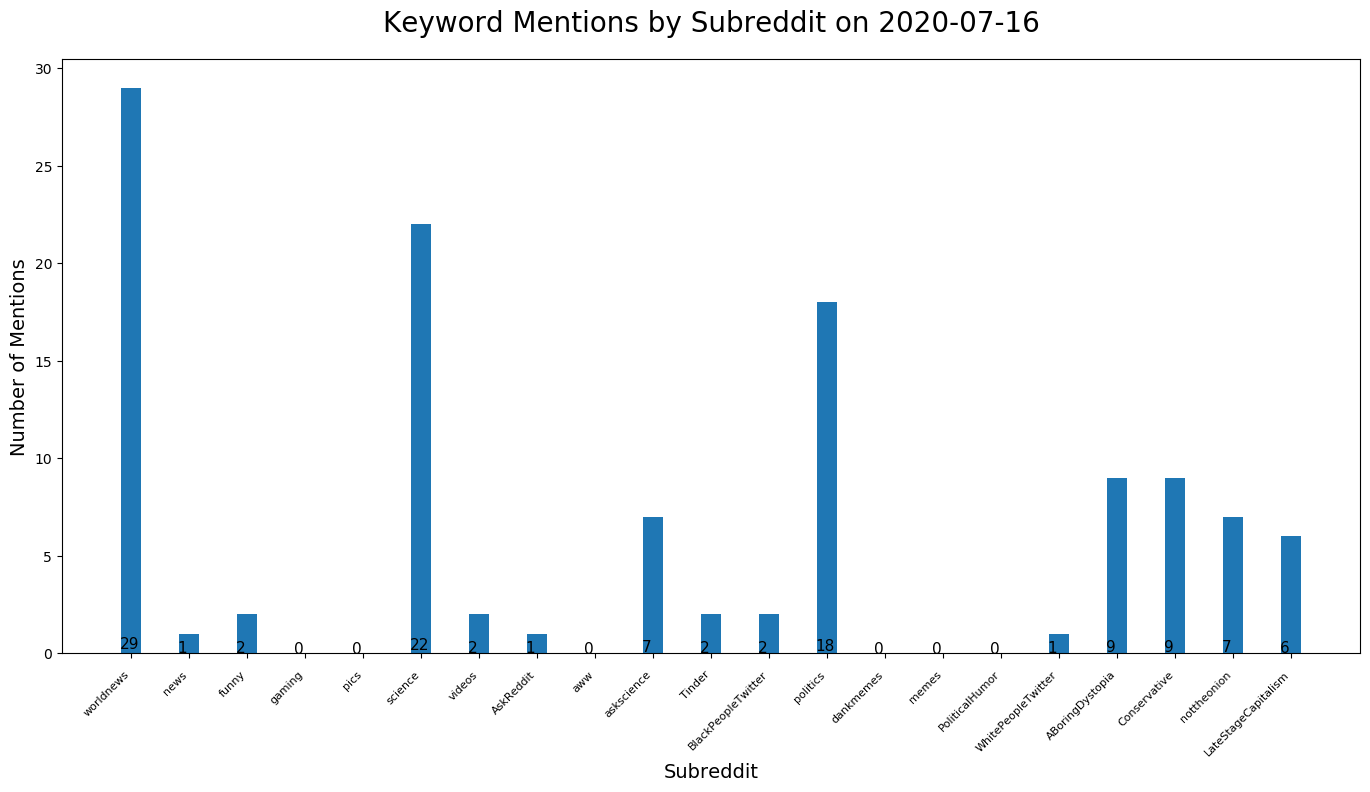 Keyword Mentions by Subreddit on 2020-07-16
30
25
20
15
10
5
0
Number of Mentions
29 1 2 0 0 22 2 1 0 7 2 2 18 0 0 0 1 9 9 7 6
worldnews
news
funny
gaming
pics
science
videos
AskReddit
aww
askscience
Tinder
BlackPeopleTwitter
politics
dankmemes
memes
PoliticalHumor
WhitePeopleTwitter
ABoringDystopia
Conservative
nottheonion
LateStageCapitalism
Subreddit